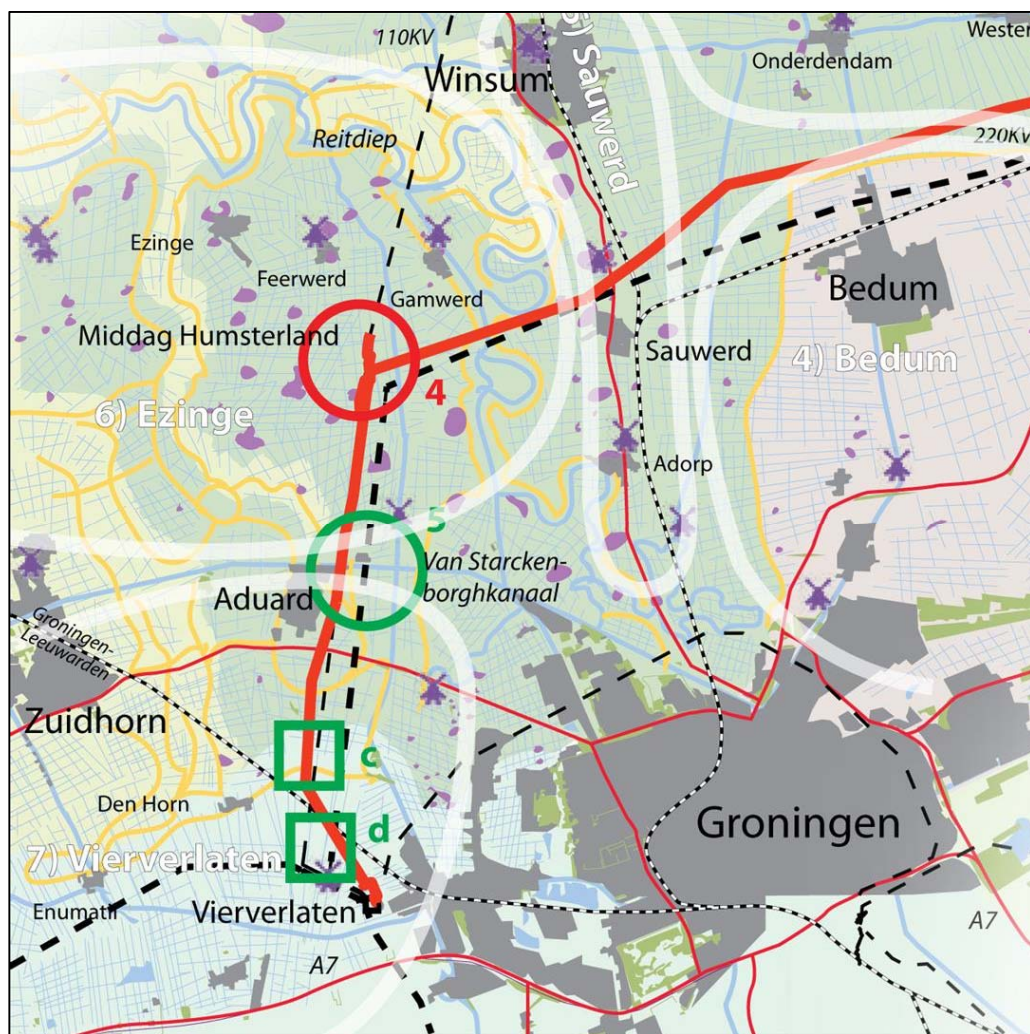 110KV
5) Sauwerd
Wester
Winsum
Onderdendam
Reitdiep
220KV
Ezinge
Feerwerd
Gamwerd
Bedum
Middag Humsterland
Sauwerd
4) Bedum
4
6) Ezinge
Adorp
5
Van Starcken-
borghkanaal
Aduard
Groningen-
Leeuwarden
Zuidhorn
c
Den Horn
d
Groningen
7) Vierverlaten
Enumatil
Vierverlaten
A7
A7